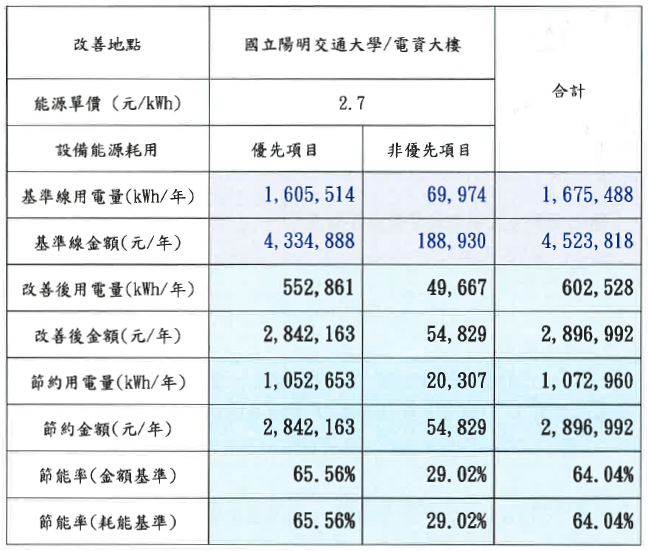 改善地點 國立陽明交通大學/電資大樓 合計
能源單價（元/kWh） 2.7
設備能源耗用 優先項目 非優先項目
基準線用電量(kWh/年) 1,605,514 69,974 1,675,488
基準線金額(元/年) 4,334,888 188,930 4,523,818
改善後用電量(kWh/年) 552,861 49,667 602,528
改善後金額(元/年) 2,842,163 54,829 2,896,992
節約用電量(kWh/年) 1,052,653 20,307 1,072,960
節約金額(元/年) 2,842,163 54,829 2,896,992
節能率(金額基準) 65.56% 29.02% 64.04%
節能率(耗能基準) 65.56% 29.02% 64.04%